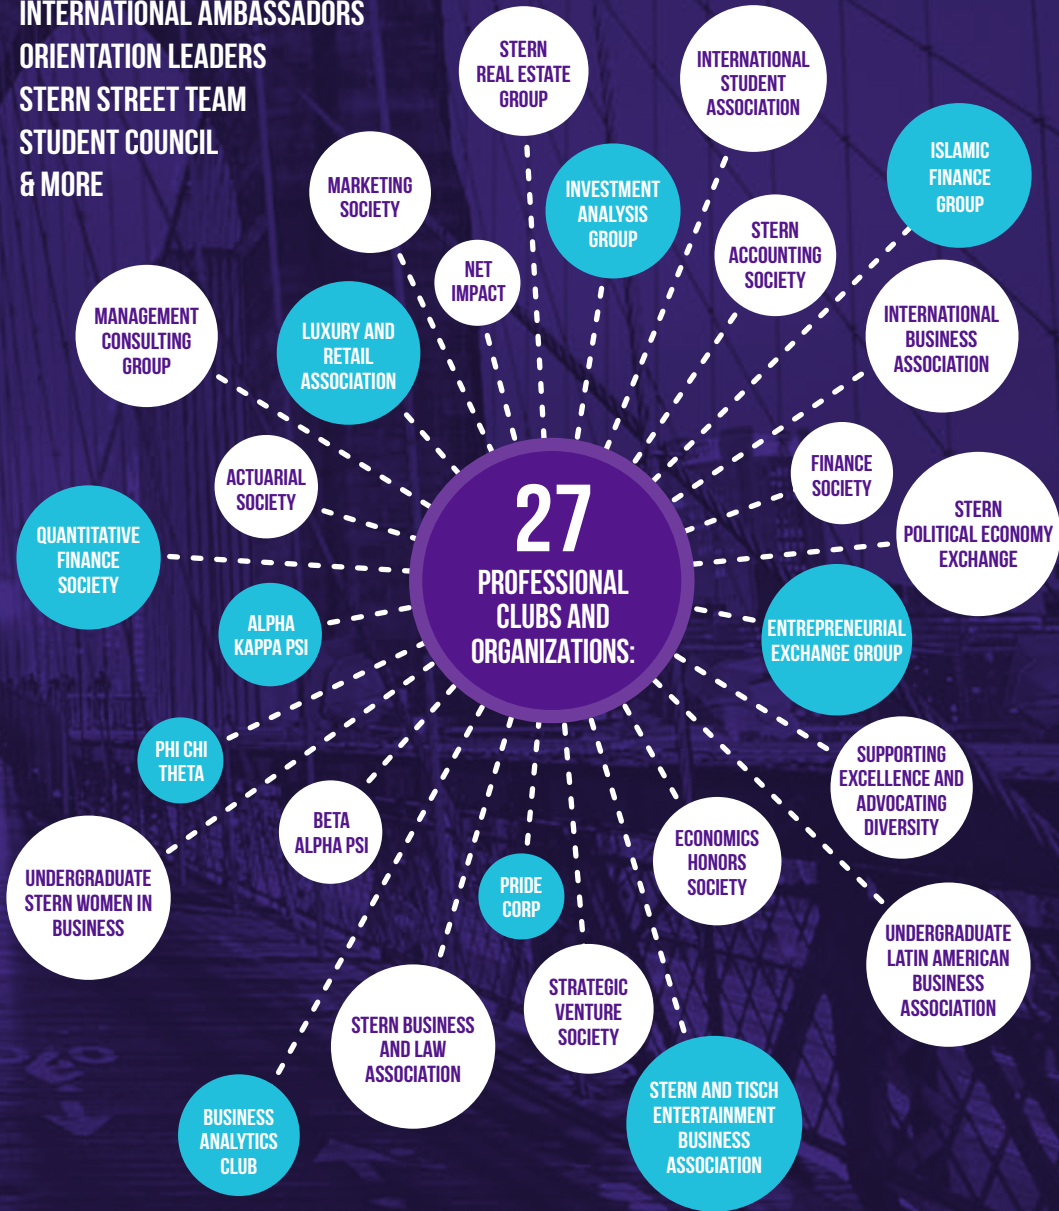 INTERNATIONAL AMBASSADORS
ORIENTATION LEADERS
STERN STREET TEAM
STUDENT COUNCIL
& MORE
STERN
REAL ESTATE
GROUP
INTERNATIONAL
STUDENT
ASSOCIATION
ISLAMIC
FINANCE
GROUP
MARKETING
SOCIETY
INVESTMENT
ANALYSIS
GROUP
STERN
ACCOUNTING
SOCIETY
NET
IMPACT
MANAGEMENT
CONSULTING
GROUP
LUXURY AND
RETAIL
ASSOCIATION
INTERNATIONAL
BUSINESS
ASSOCIATION
ACTUARIAL
SOCIETY
FINANCE
SOCIETY
QUANTITATIVE
FINANCE
SOCIETY
27
PROFESSIONAL
CLUBS AND
ORGANIZATIONS:
STERN
POLITICAL ECONOMY
EXCHANGE
ALPHA
KAPPA PSI
ENTREPRENEURIAL
EXCHANGE GROUP
PHI CHI
THETA
SUPPORTING
EXCELLENCE AND
ADVOCATING
DIVERSITY
BETA
ALPHA PSI
ECONOMICS
HONORS
SOCIETY
UNDERGRADUATE
STERN WOMEN IN
BUSINESS
PRIDE
CORP
UNDERGRADUATE
LATIN AMERICAN
BUSINESS
ASSOCIATION
STRATEGIC
VENTURE
SOCIETY
STERN BUSINESS
AND LAW
ASSOCIATION
STERN AND TISCH
ENTERTAINMENT
BUSINESS
ASSOCIATION
BUSINESS
ANALYTICS
CLUB